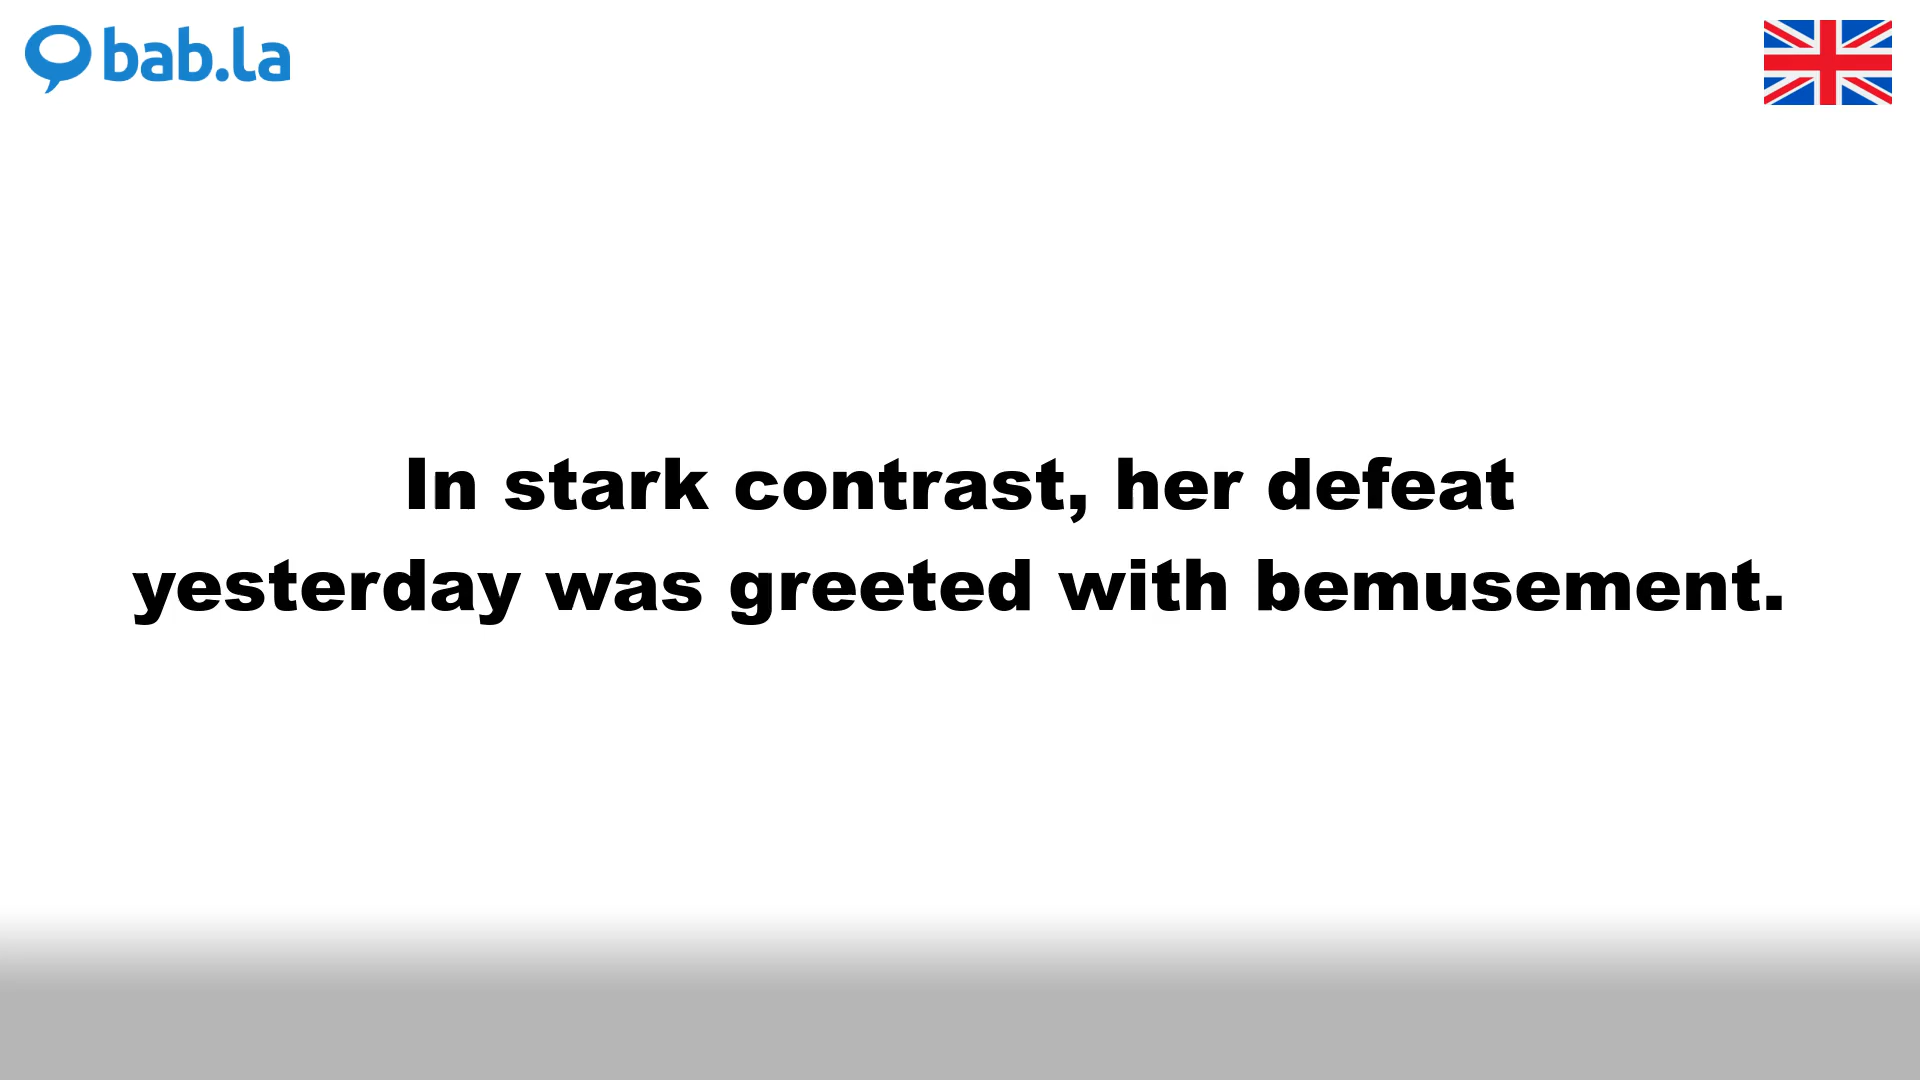 bab.la
In stark contrast, her defeat
yesterday was greeted with bemusement.